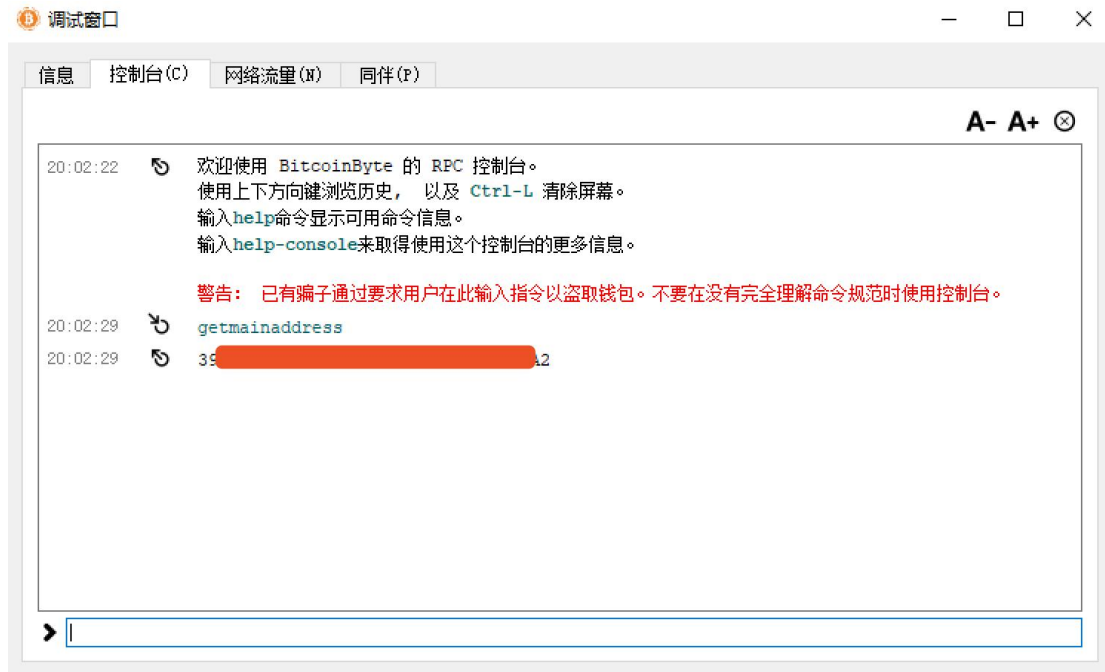 调试窗口
信息 控制台(C) 网络流量(N) 同伴(P)
A- A+
20:02:22 欢迎使用 BitcoinByte 的 RPC 控制台。
使用上下方向键浏览历史, 以及 Ctrl-L 清除屏幕。
输入help命令显示可用命令信息。
输入help-console来取得使用这个控制台的更多信息。
警告: 已有骗子通过要求用户在此输入指令以盗取钱包。不要在没有完全理解命令规范时使用控制台。
20:02:29 getmainaddress
20:02:29 39 A2